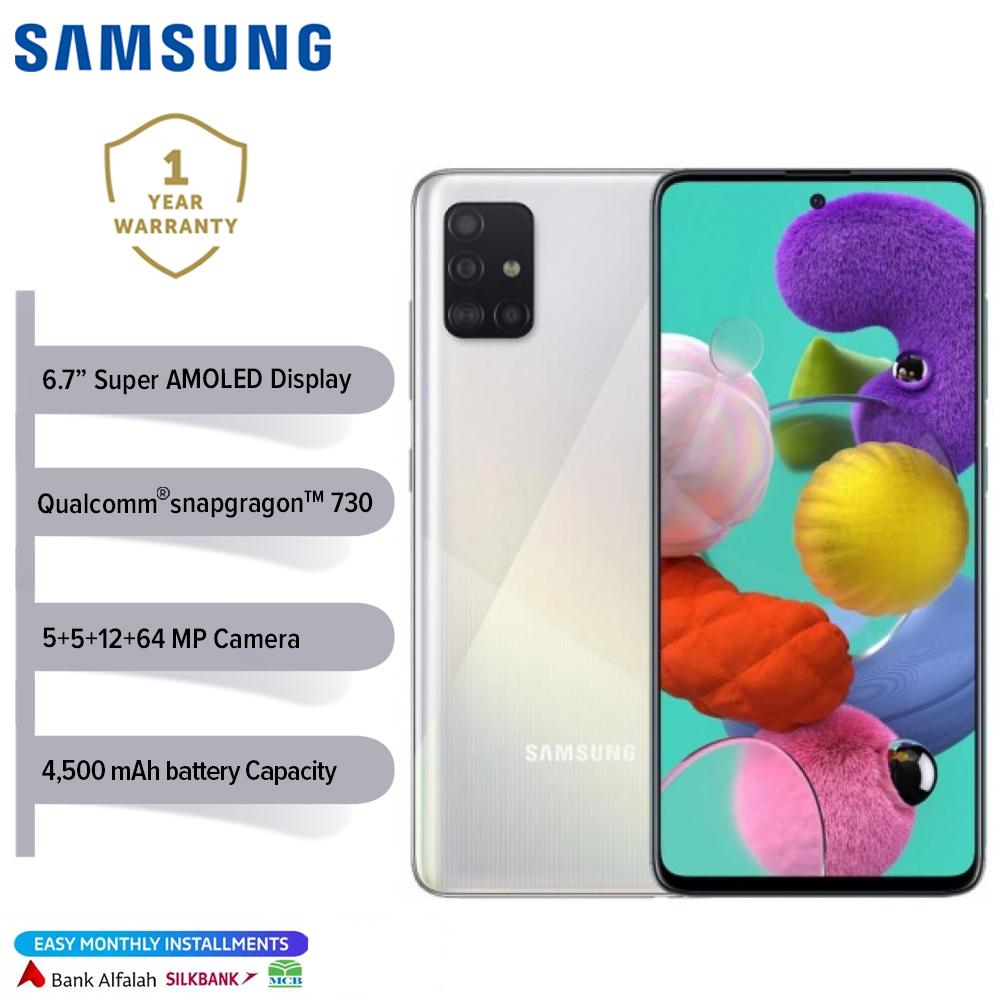 SAMSUNG
1
YEAR
WARRANTY
6.7” Super AMOLED Display
Qualcomm®snapgragon™ 730
5+5+12+64 MP Camera
4,500 mAh battery Capacity
SAMSUNG
EASY MONTHLY INSTALLMENTS
Bank Alfalah SILKBANK MCB